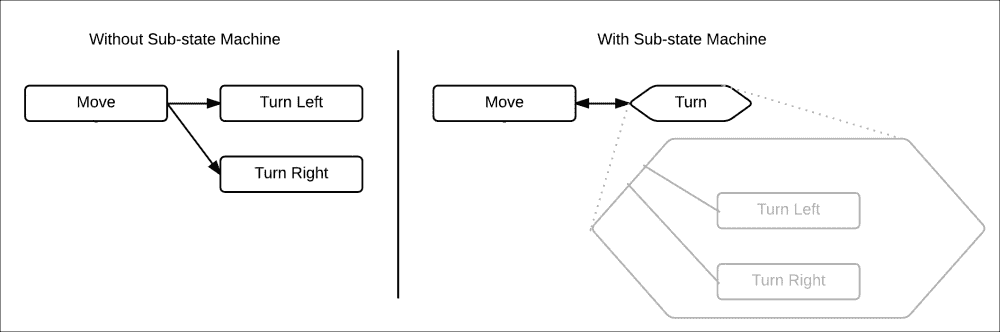 Without Sub-state Machine
Move
Turn Left
Turn Right
With Sub-state Machine
Move
Turn
Turn Left
Turn Right